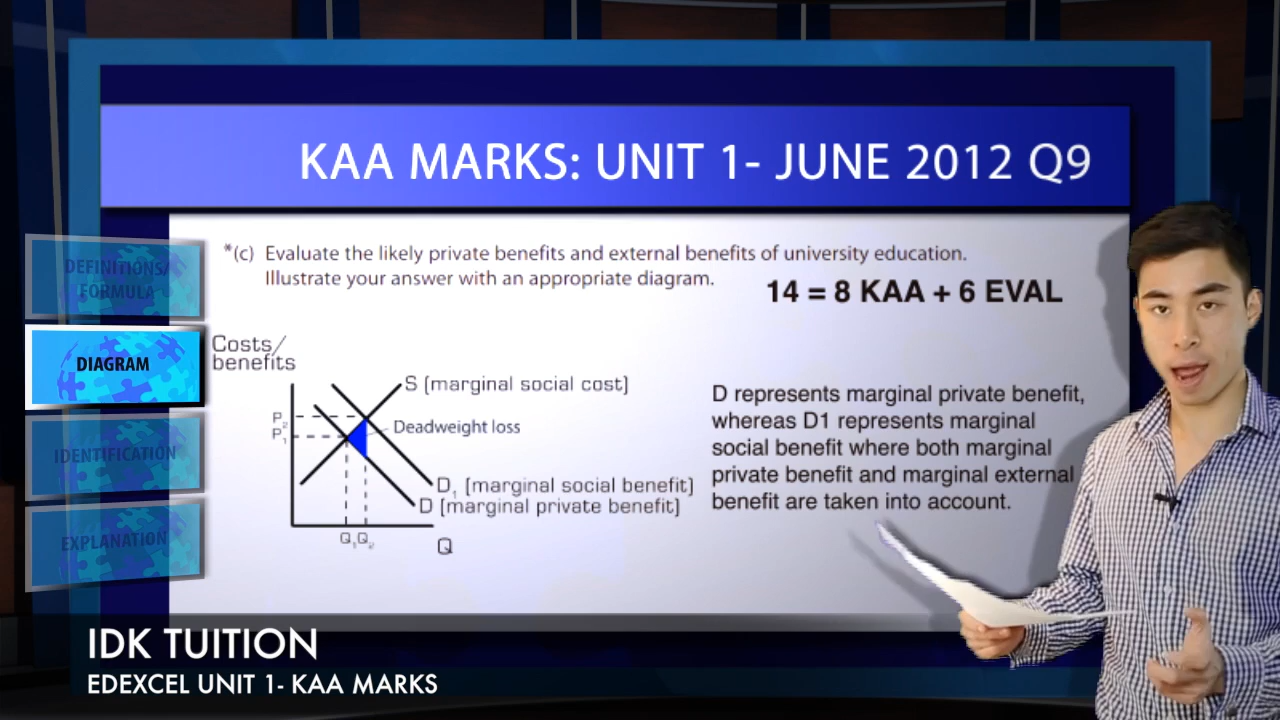 KAA MARKS: UNIT 1- JUNE 2012 Q9
*(c) Evaluate the likely private benefits and external benefits of university education.
Illustrate your answer with an appropriate diagram.
14 = 8 KAA + 6 EVAL
DEFINITIONS/
FORMULA
DIAGRAM
IDENTIFICATION
EXPLANATION
Costs/
benefits
S [marginal social cost]
P₂
P₁
Deadweight loss
D₁ [marginal social benefit]
D [marginal private benefit]
Q₁ Q₂
Q
D represents marginal private benefit,
whereas D1 represents marginal
social benefit where both marginal
private benefit and marginal external
benefit are taken into account.
IDK TUITION
EDEXCEL UNIT 1- KAA MARKS